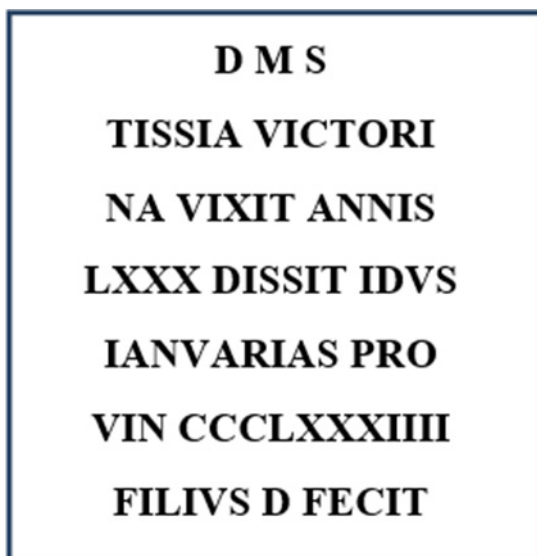 D M S
TISSIA VICTORI
NA VIXIT ANNIS
LXXX DISSIT IDVS
IANVARIAS PRO
VIN CCCLXXXIIII
FILIVS D FECIT